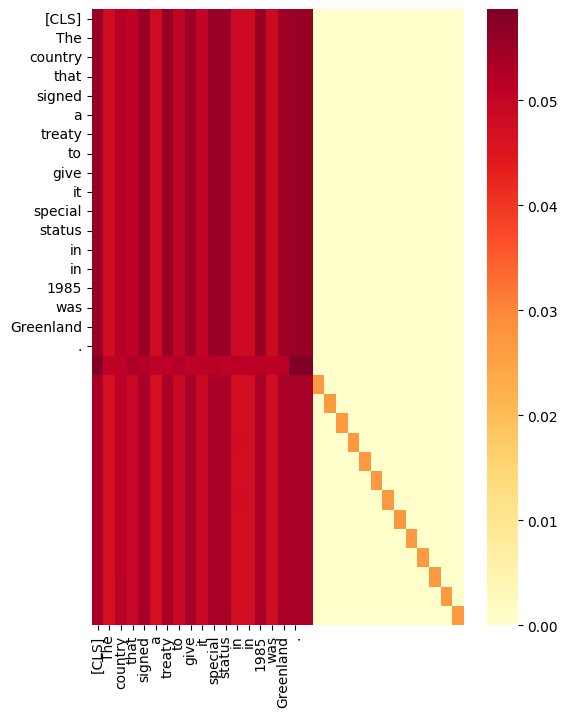 [CLS]
The
country
that
signed
a
treaty
to
give
it
special
status
in
in
1985
was
Greenland
.
0.05
0.04
0.03
0.02
0.01
0.00
[CLS]
The
country
that
signed
a
treaty
to
give
it
special
status
in
in
1985
was
Greenland
.